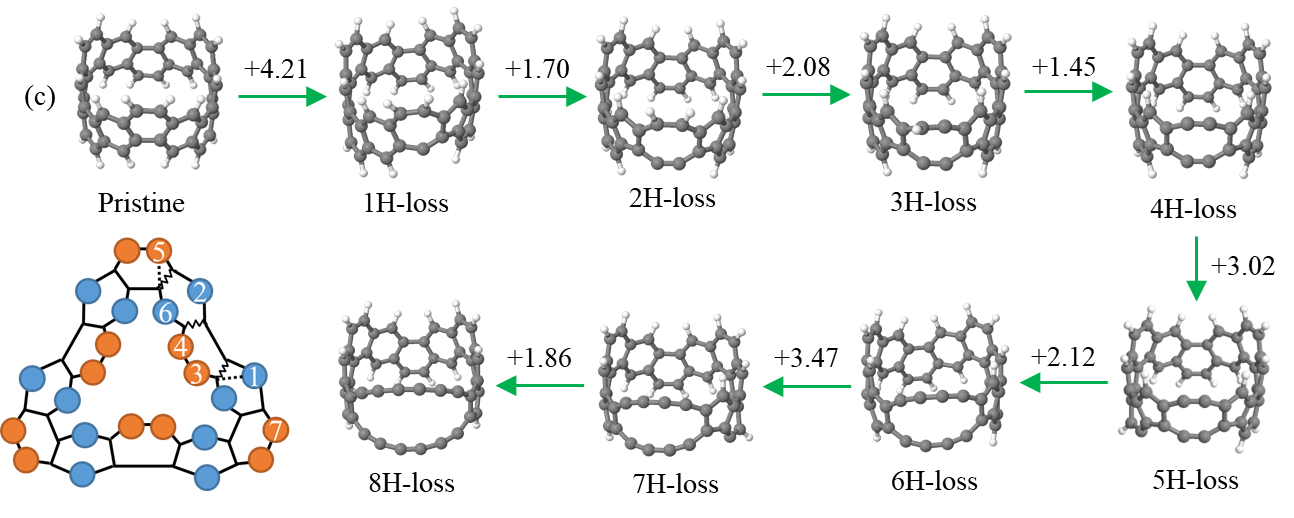 (c)
+4.21
+1.70
+2.08
+1.45
Pristine
1H-loss
2H-loss
3H-loss
4H-loss
+3.02
5
2
6
4
3
1
7
+1.86
+3.47
+2.12
8H-loss
7H-loss
6H-loss
5H-loss